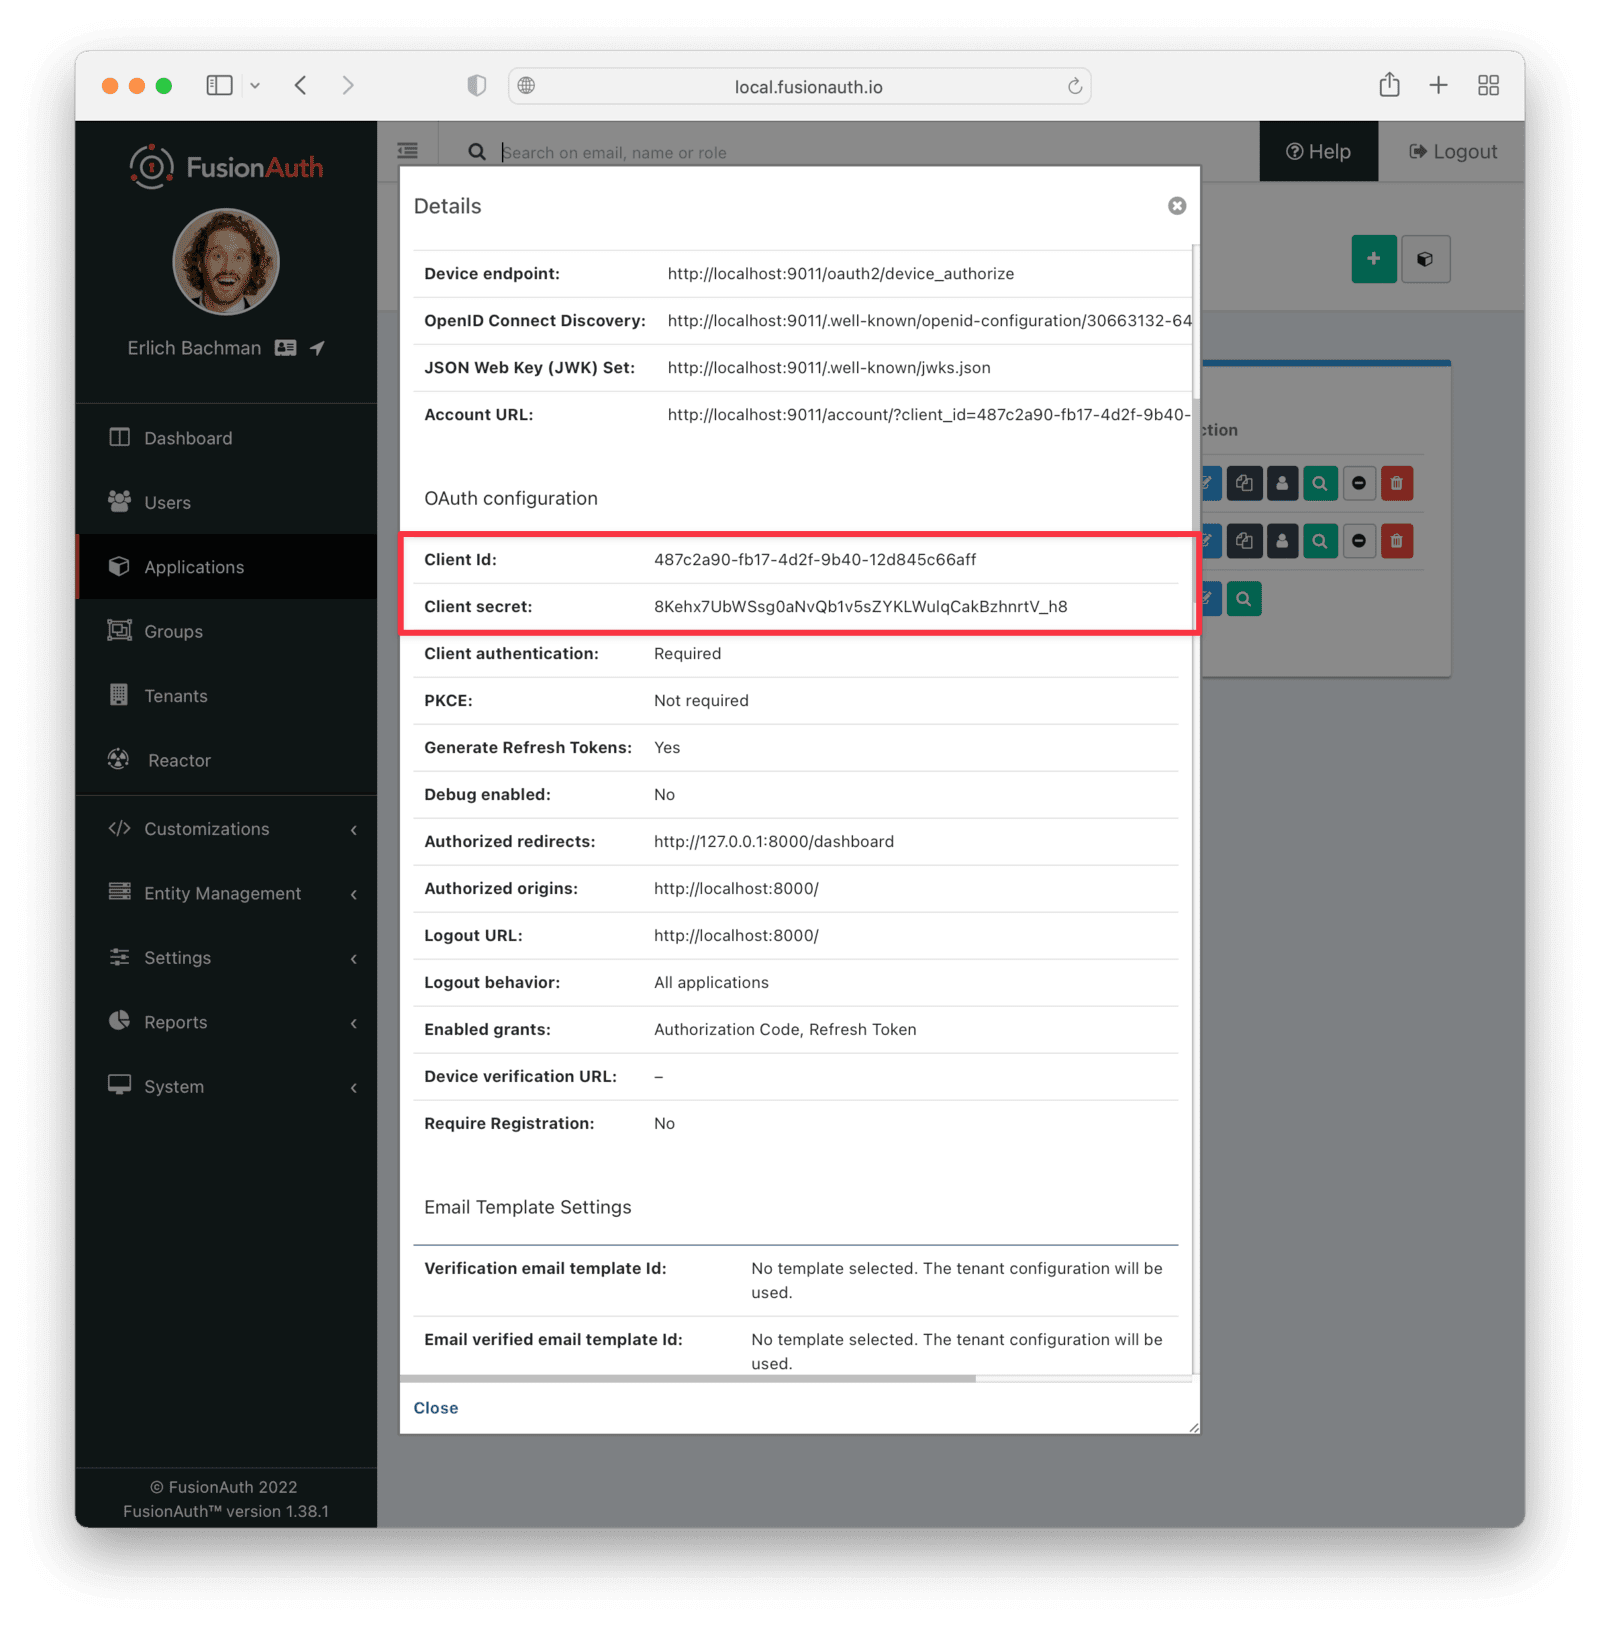 local.fusionauth.io
FusionAuth
Search on email, name or role
Help
Logout
Erlich Bachman
Dashboard
Users
Applications
Groups
Tenants
Reactor
Customizations
Entity Management
Settings
Reports
System
© FusionAuth 2022
FusionAuth™ version 1.38.1
Details
Device endpoint: http://localhost:9011/oauth2/device_authorize
OpenID Connect Discovery: http://localhost:9011/.well-known/openid-configuration/30663132-64
JSON Web Key (JWK) Set: http://localhost:9011/.well-known/jwks.json
Account URL: http://localhost:9011/account/?client_id=487c2a90-fb17-4d2f-9b40-
OAuth configuration
Client Id: 487c2a90-fb17-4d2f-9b40-12d845c66aff
Client secret: 8Kehx7UbWSsg0aNvQb1v5sZYKLWuIqCakBzhnrtV_h8
Client authentication: Required
PKCE: Not required
Generate Refresh Tokens: Yes
Debug enabled: No
Authorized redirects: http://127.0.0.1:8000/dashboard
Authorized origins: http://localhost:8000/
Logout URL: http://localhost:8000/
Logout behavior: All applications
Enabled grants: Authorization Code, Refresh Token
Device verification URL: –
Require Registration: No
Email Template Settings
Verification email template Id: No template selected. The tenant configuration will be
used.
Email verified email template Id: No template selected. The tenant configuration will be
used.
Close
ction